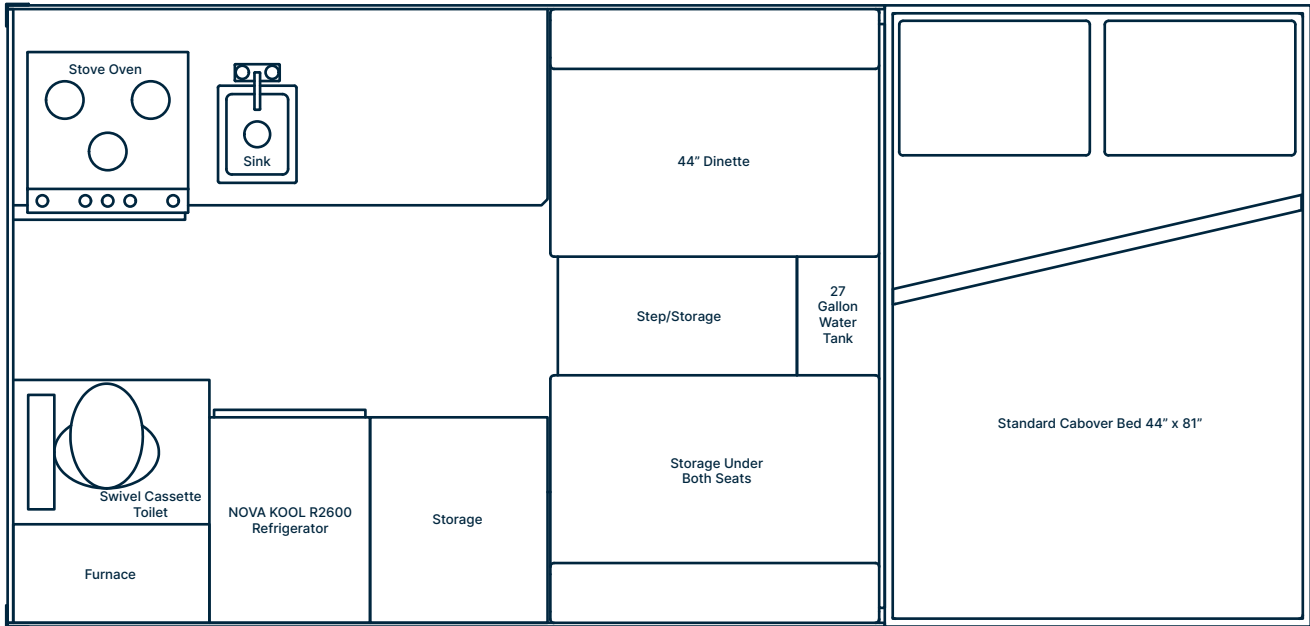 Stove Oven
Sink
44” Dinette
27
Gallon
Water
Tank
Step/Storage
Standard Cabover Bed 44” x 81”
Storage Under
Both Seats
Swivel Cassette
Toilet
NOVA KOOL R2600
Refrigerator
Storage
Furnace